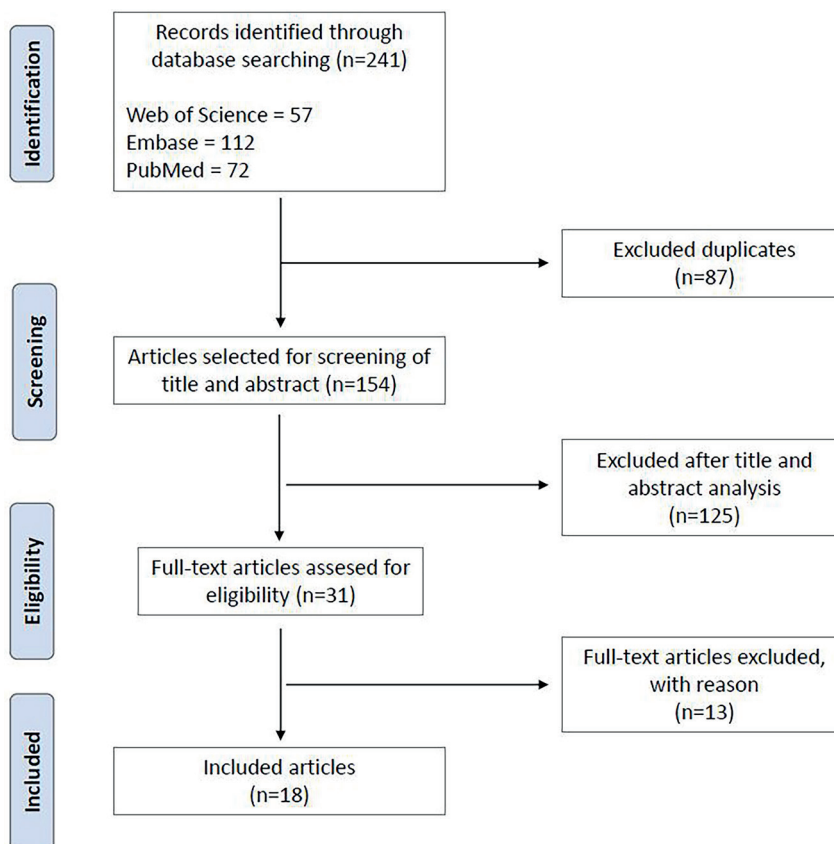 Identification
Records identified through
database searching (n=241)
Web of Science = 57
Embase = 112
PubMed = 72
Excluded duplicates
(n=87)
Screening
Articles selected for screening of
title and abstract (n=154)
Excluded after title and
abstract analysis
(n=125)
Eligibility
Full-text articles assesed for
eligibility (n=31)
Full-text articles excluded,
with reason
(n=13)
Included
Included articles
(n=18)